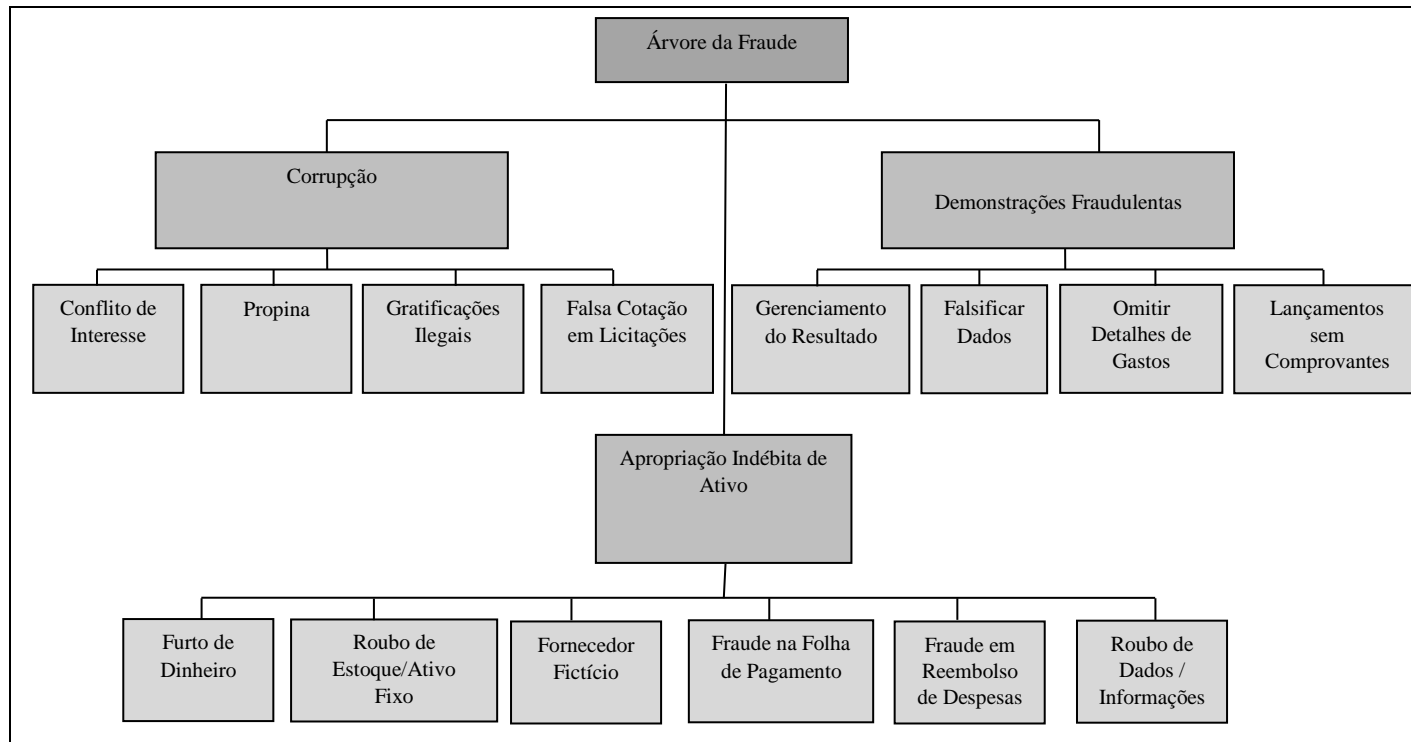 Árvore da Fraude
Corrupção
Demonstrações Fraudulentas
Conflito de
Interesse
Propina
Gratificações
Ilegais
Falsa Cotação
em Licitações
Gerenciamento
do Resultado
Falsificar
Dados
Omitir
Detalhes de
Gastos
Lançamentos
sem
Comprovantes
Apropriação Indébita de
Ativo
Furto de
Dinheiro
Roubo de
Estoque/Ativo
Fixo
Fornecedor
Fictício
Fraude na Folha
de Pagamento
Fraude em
Reembolso
de Despesas
Roubo de
Dados /
Informações